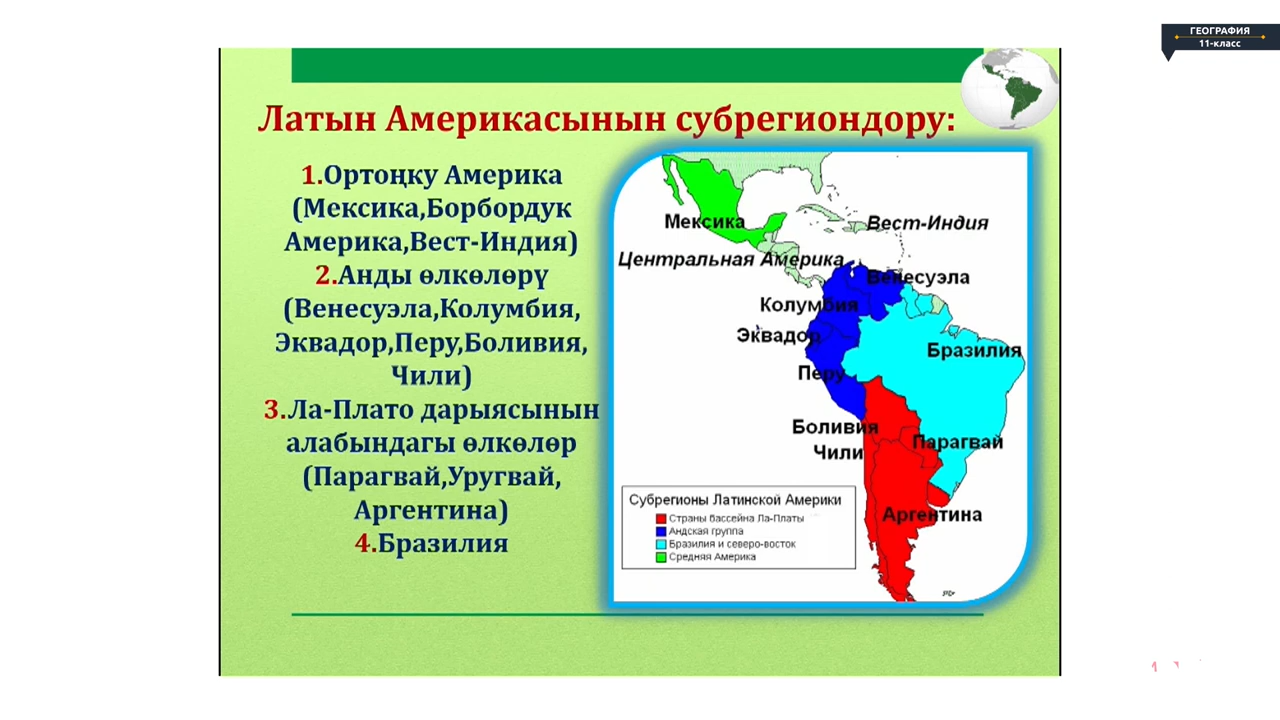 ГЕОГРАФИЯ
11-класс
Латын Америкасынын субрегиондору:
1.Ортоңку Америка
(Мексика,Борбордук
Америка,Вест-Индия)
2.Анды өлкөлөрү
(Венесуэла,Колумбия,
Эквадор,Перу,Боливия,
Чили)
3.Ла-Плато дарыясынын
алабындагы өлкөлөр
(Парагвай,Уругвай,
Аргентина)
4.Бразилия
Мексика
Вест-Индия
Центральная Америка
Венесуэла
Колумбия
Эквадор
Бразилия
Перу
Боливия
Парагвай
Чили
Аргентина
Субрегионы Латинской Америки
Страны бассейна Ла-Платы
Андская группа
Бразилия и северо-восток
Средняя Америка